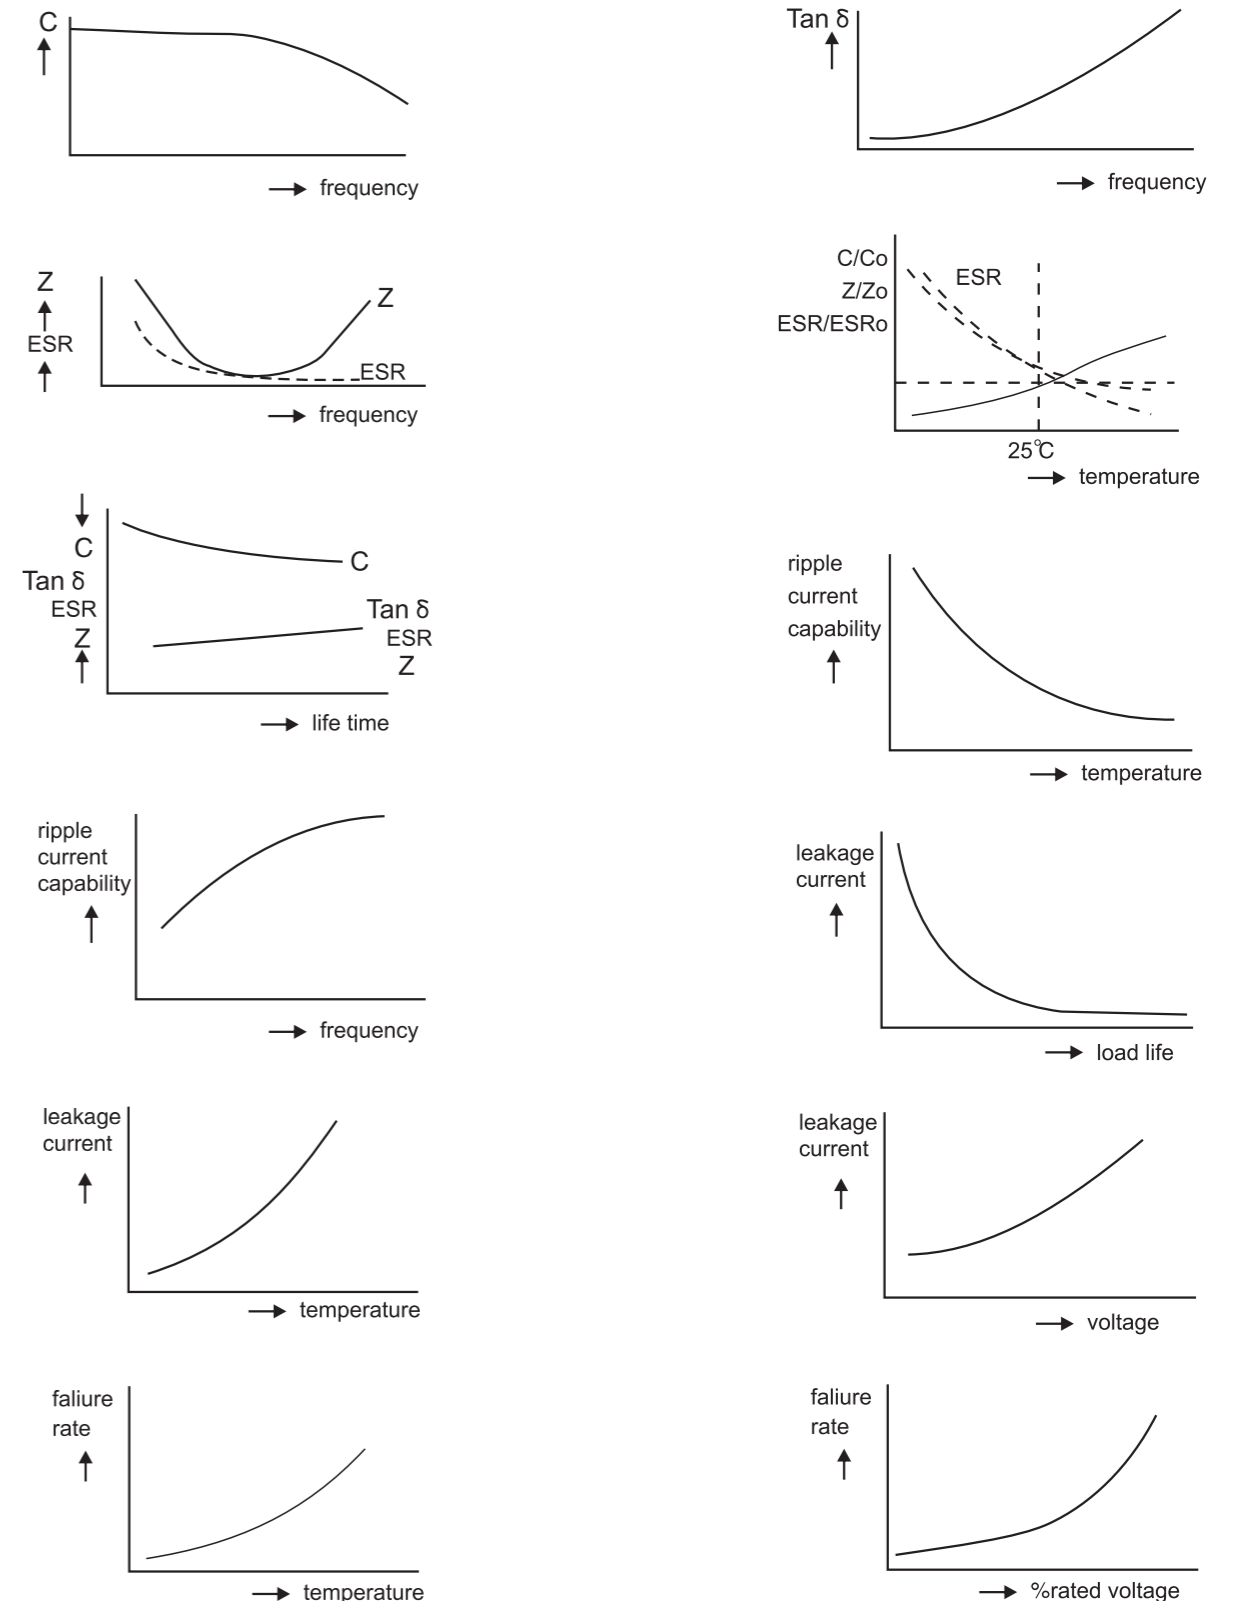 C
frequency
Tan δ
frequency
Z
ESR
Z
ESR
frequency
C/Co
Z/Zo
ESR/ESRo
ESR
25°C
temperature
C
Tan δ
ESR
Z
C
Tan δ
ESR
Z
life time
ripple
current
capability
temperature
ripple
current
capability
frequency
leakage
current
load life
leakage
current
temperature
leakage
current
voltage
faliure
rate
temperature
faliure
rate
%rated voltage